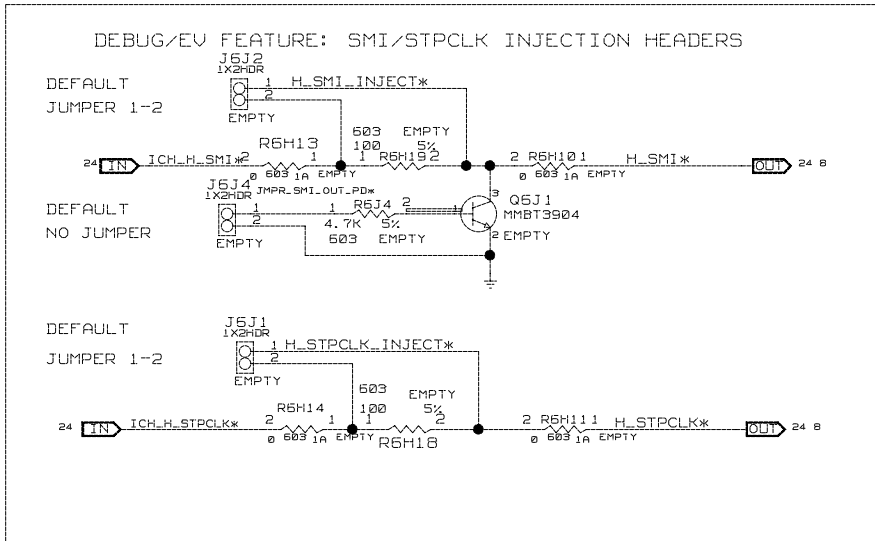 DEBUG/EV FEATURE: SMI/STPCLK INJECTION HEADERS
J5J2
1X2HDR
DEFAULT
JUMPER 1-2
1 H_SMI_INJECT*
2
EMPTY
R6H13
603
100
EMPTY
5%
24 IN ICH_H_SMI* 2 1 1 R6H19 2 2 R6H10 1 H_SMI* OUT 24 8
0 603 1A EMPTY
0 603 1A EMPTY
J5J4
1X2HDR
JMPR_SMI_OUT_PD*
DEFAULT
NO JUMPER
1
2
EMPTY
1 R6J4 2
4.7K 5%
603 EMPTY
1
3
Q5J1
MMBT3904
2 EMPTY
DEFAULT
JUMPER 1-2
J5J1
1X2HDR
1 H_STPCLK_INJECT*
2
EMPTY
603
100
EMPTY
5%
24 IN ICH_H_STPCLK* 2 R6H14 1 1 2 2 R6H11 1 H_STPCLK* OUT 24 8
0 603 1A EMPTY
R6H18
0 603 1A EMPTY